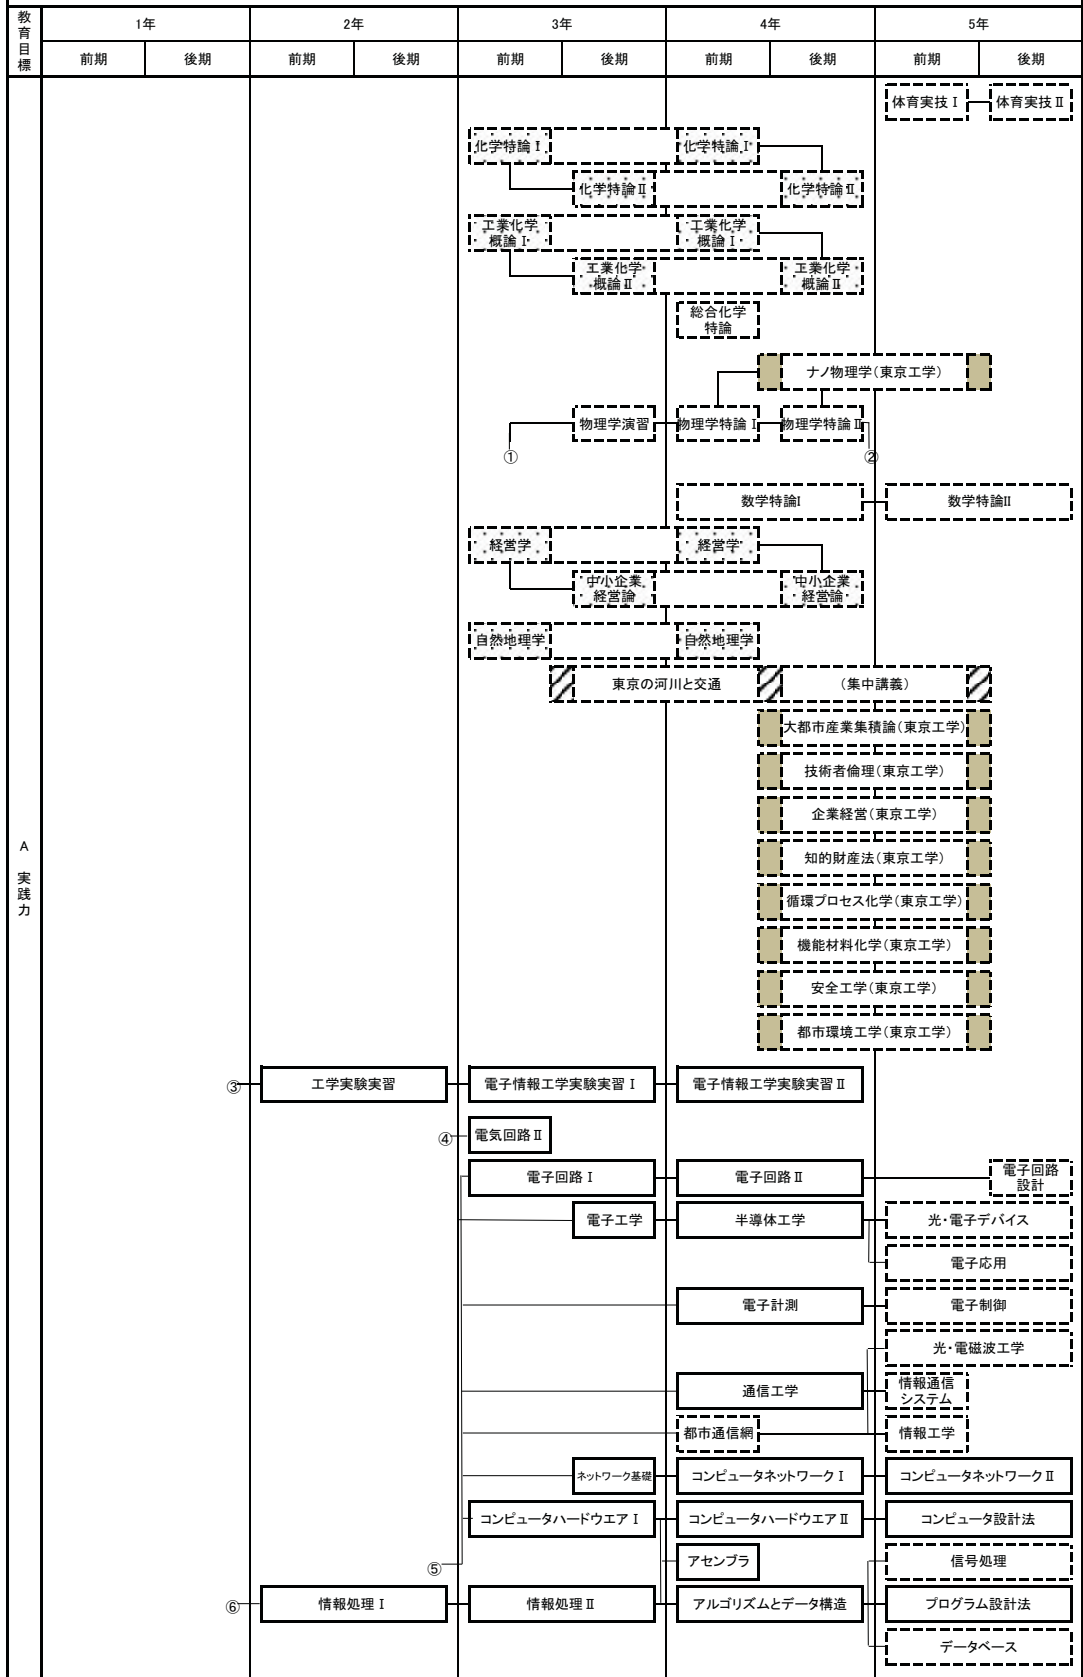 教育目標
1年
2年
3年
4年
5年
前期
後期
前期
後期
前期
後期
前期
後期
前期
後期
体育実技Ⅰ
体育実技Ⅱ
化学特論Ⅰ
化学特論Ⅰ
化学特論Ⅱ
化学特論Ⅱ
工業化学
概論Ⅰ
工業化学
概論Ⅰ
工業化学
概論Ⅱ
工業化学
概論Ⅱ
総合化学
特論
ナノ物理学(東京工学)
物理学演習
物理学特論Ⅰ
物理学特論Ⅱ
①
②
数学特論I
数学特論II
経営学
経営学
中小企業
経営論
中小企業
経営論
自然地理学
自然地理学
東京の河川と交通
(集中講義)
大都市産業集積論(東京工学)
技術者倫理(東京工学)
企業経営(東京工学)
A 実践力
知的財産法(東京工学)
循環プロセス化学(東京工学)
機能材料化学(東京工学)
安全工学(東京工学)
都市環境工学(東京工学)
③
工学実験実習
電子情報工学実験実習Ⅰ
電子情報工学実験実習Ⅱ
④
電気回路Ⅱ
電子回路Ⅰ
電子回路Ⅱ
電子回路
設計
電子工学
半導体工学
光・電子デバイス
電子応用
電子計測
電子制御
光・電磁波工学
通信工学
情報通信
システム
都市通信網
情報工学
ネットワーク基礎
コンピュータネットワークⅠ
コンピュータネットワークⅡ
コンピュータハードウエアⅠ
コンピュータハードウエアⅡ
コンピュータ設計法
⑤
アセンブラ
信号処理
⑥
情報処理Ⅰ
情報処理Ⅱ
アルゴリズムとデータ構造
プログラム設計法
データベース